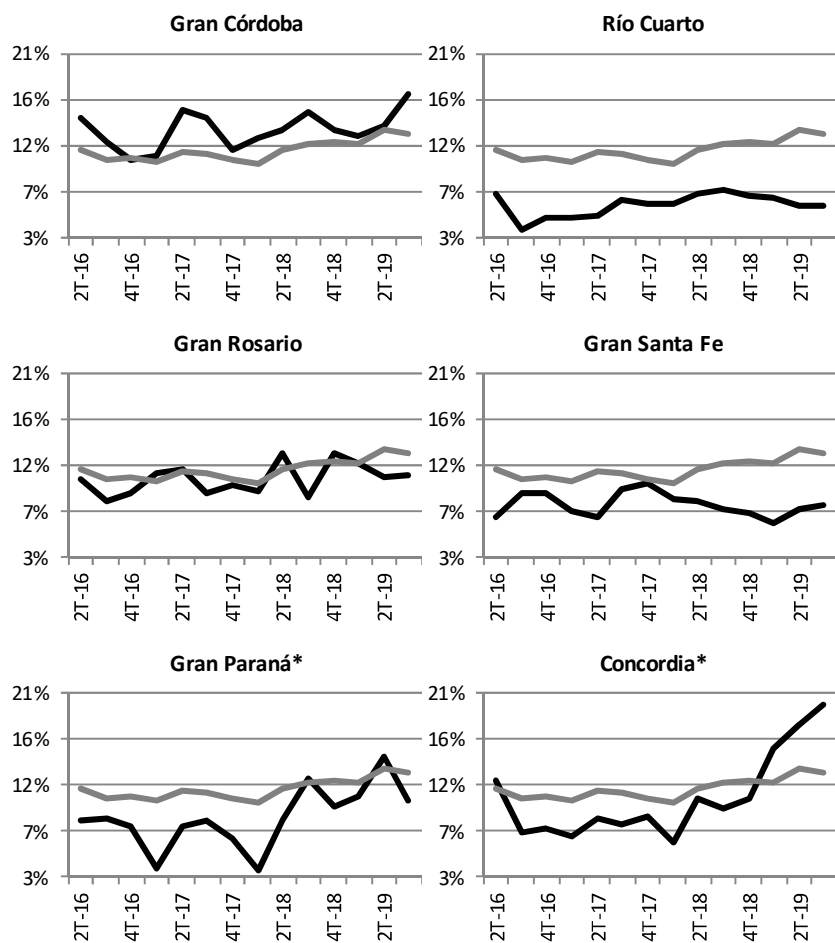 Gran Córdoba
21%
16%
12%
7%
3%
2T-16
4T-16
2T-17
4T-17
2T-18
4T-18
2T-19
Río Cuarto
21%
16%
12%
7%
3%
2T-16
4T-16
2T-17
4T-17
2T-18
4T-18
2T-19
Gran Rosario
21%
16%
12%
7%
3%
2T-16
4T-16
2T-17
4T-17
2T-18
4T-18
2T-19
Gran Santa Fe
21%
16%
12%
7%
3%
2T-16
4T-16
2T-17
4T-17
2T-18
4T-18
2T-19
Gran Paraná*
21%
16%
12%
7%
3%
2T-16
4T-16
2T-17
4T-17
2T-18
4T-18
2T-19
Concordia*
21%
16%
12%
7%
3%
2T-16
4T-16
2T-17
4T-17
2T-18
4T-18
2T-19